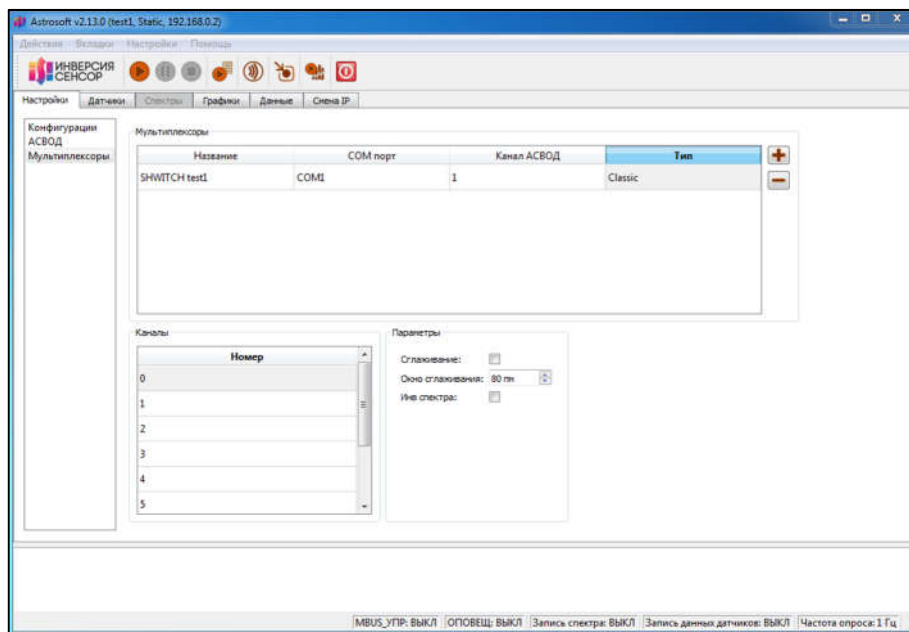 Astrosoft v2.13.0 (test1, Static, 192.168.0.2)
Действия Вкладки Настройки Помощь
ИНВЕРСИЯ
СЕНСОР
Настройки Датчики Спектры Графики Данные Смена IP
Конфигурации
АСВОД
Мультиплексоры
Мультиплексоры
Название COM порт Канал АСВОД Тип
SHWITCH test1 COM1 1 Classic
Каналы
Номер
0
1
2
3
4
5
Параметры
Сглаживание:
Окно сглаживания: 80 пм
Инв спектра:
MBUS_УПР: ВЫКЛ ОПОВЕЩ: ВЫКЛ Запись спектра: ВЫКЛ Запись данных датчиков: ВЫКЛ Частота опроса: 1 Гц